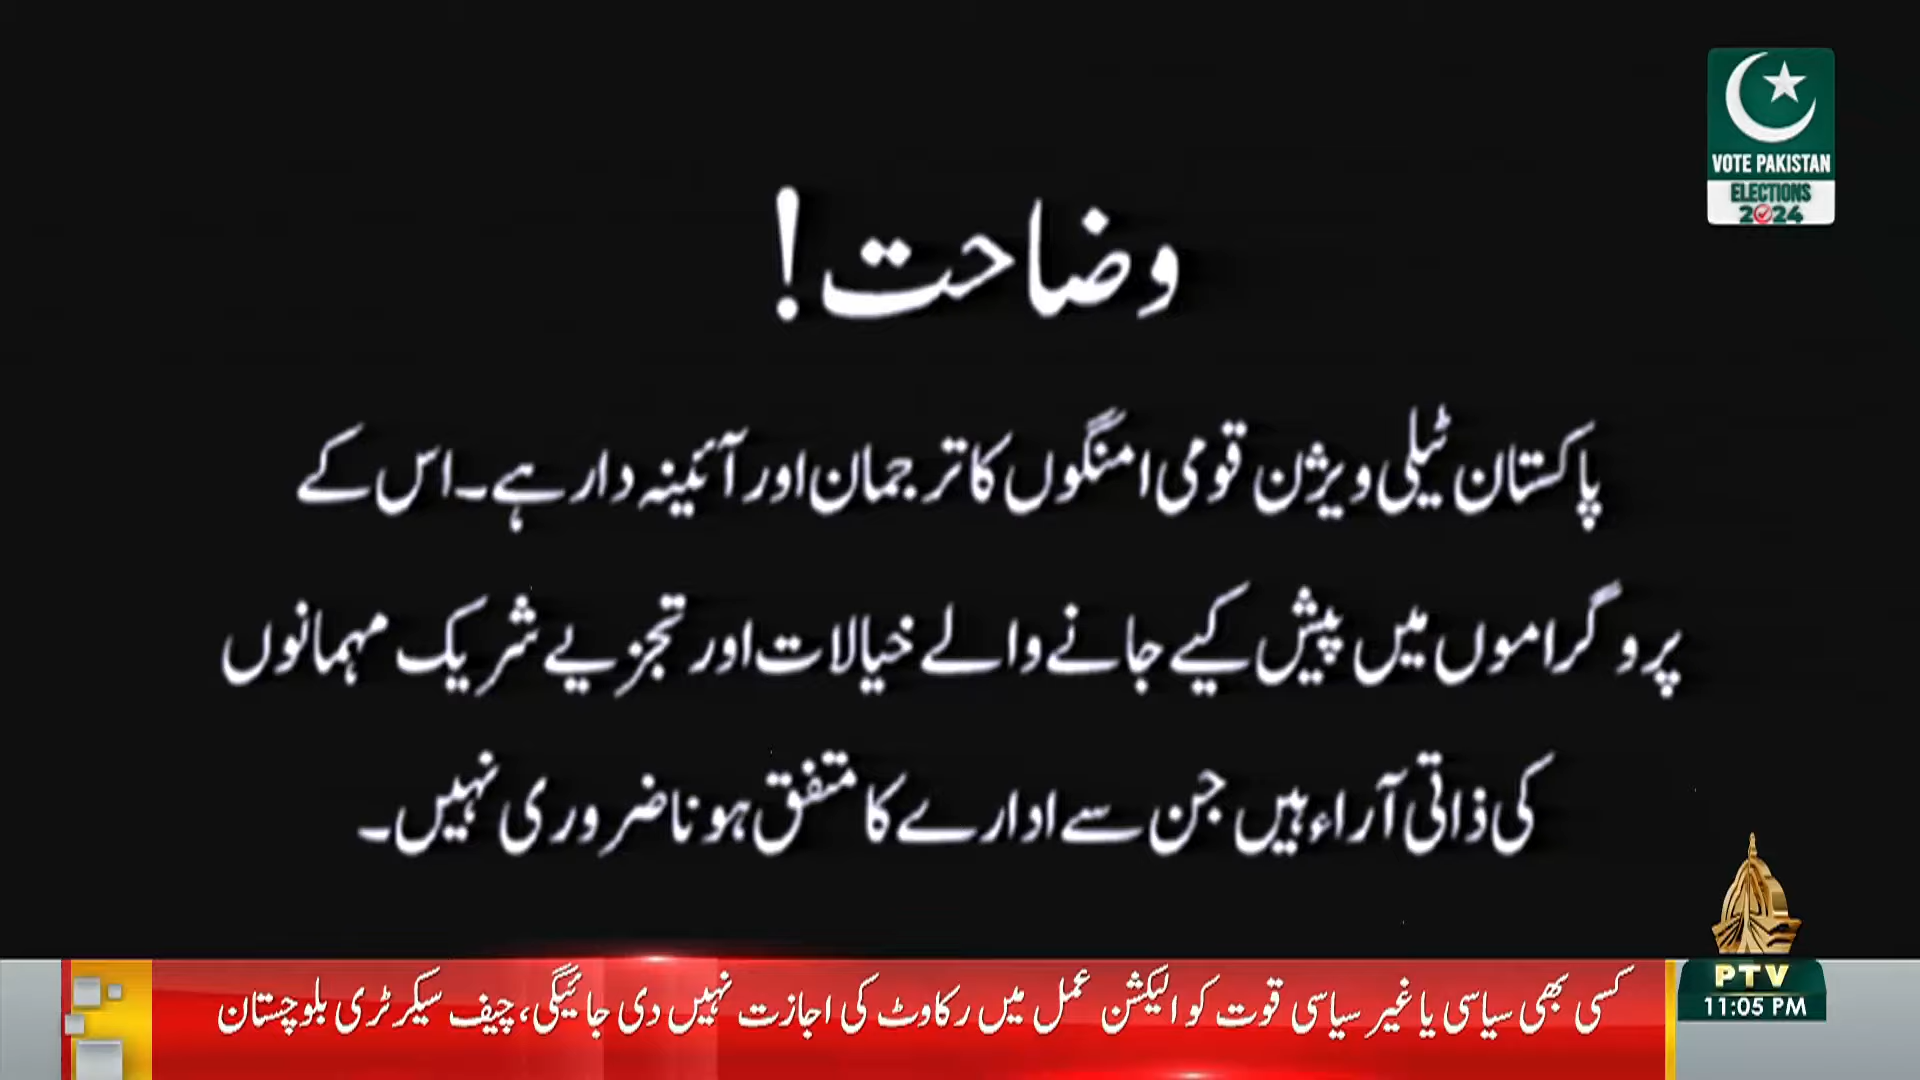 VOTE PAKISTAN
ELECTIONS
2024
وضاحت!
پاکستان ٹیلی ویژن قومی امنگوں کا ترجمان اور آئینہ دار ہے۔ اس کے
پروگراموں میں پیش کیے جانے والے خیالات اور تجزیے شریک مہمانوں
کی ذاتی آراء ہیں جن سے ادارے کا متفق ہونا ضروری نہیں۔
PTV
11:05 PM
کسی بھی سیاسی یا غیر سیاسی قوت کو الیکشن عمل میں رکاوٹ کی اجازت نہیں دی جائیگی، چیف سیکرٹری بلوچستان